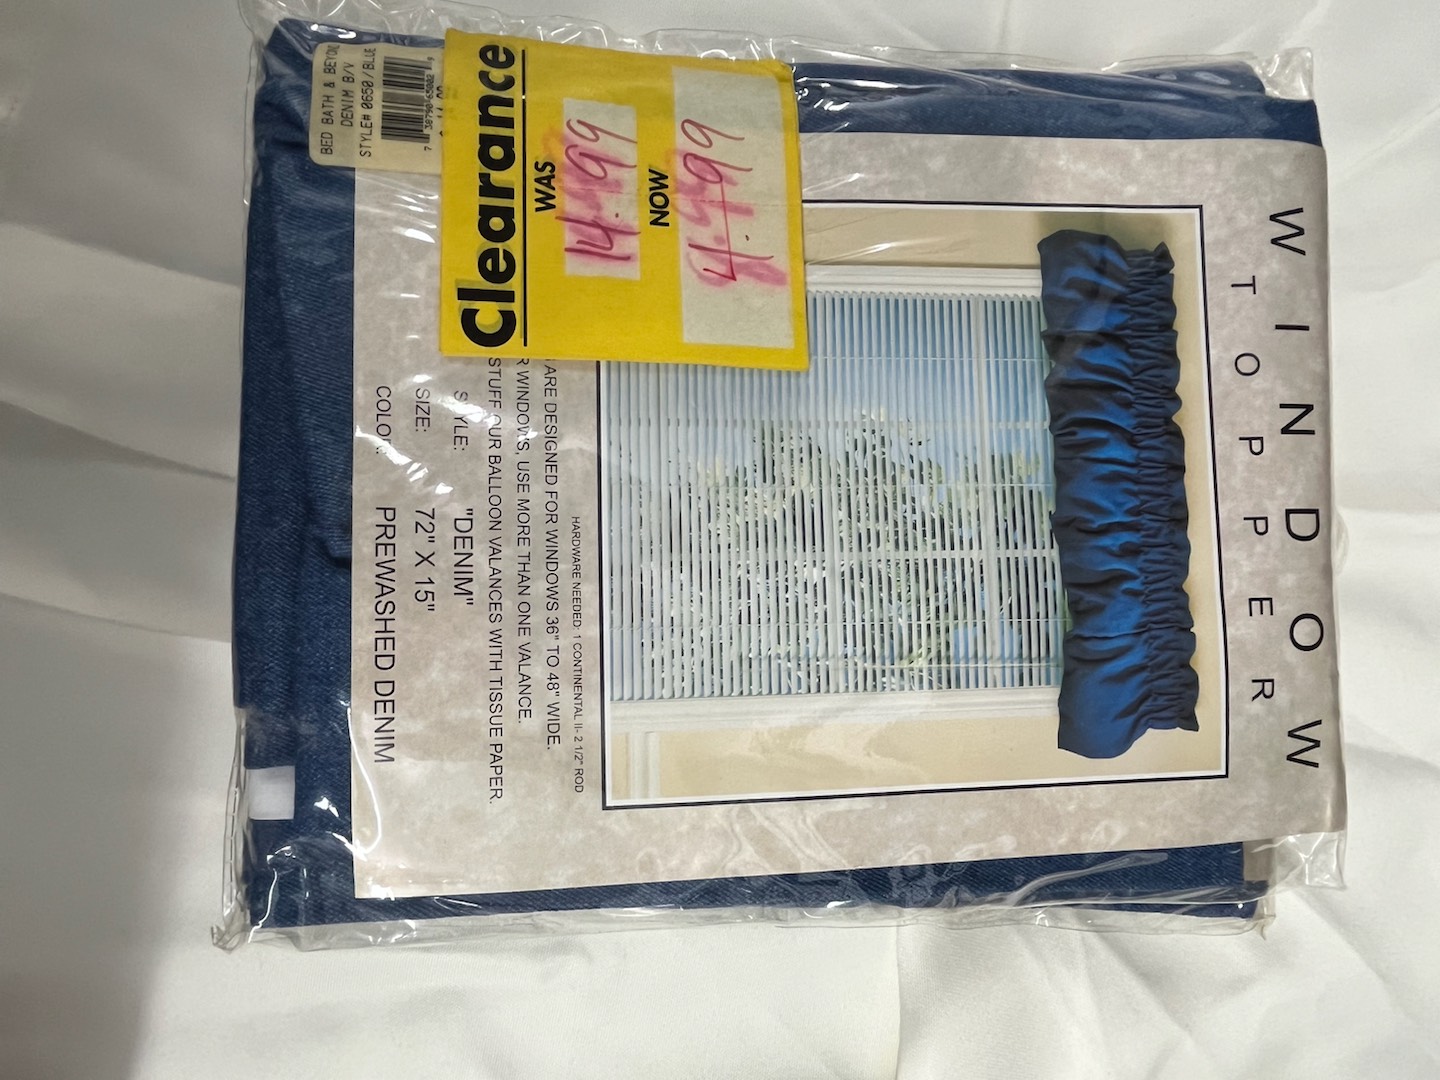 WINDOW
TOPPER
HARDWARE NEEDED: 1 CONTINENTAL II- 2 1/2" ROD
ARE DESIGNED FOR WINDOWS 36" TO 48" WIDE.
WINDOWS, USE MORE THAN ONE VALANCE.
STUFF OUR BALLOON VALANCES WITH TISSUE PAPER.
STYLE: "DENIM"
SIZE: 72" X 15"
COLOR: PREWASHED DENIM
Clearance
WAS
14.99
NOW
BED BATH & BEYOND
DENIM B/V
STYLE# 0650/BLUE